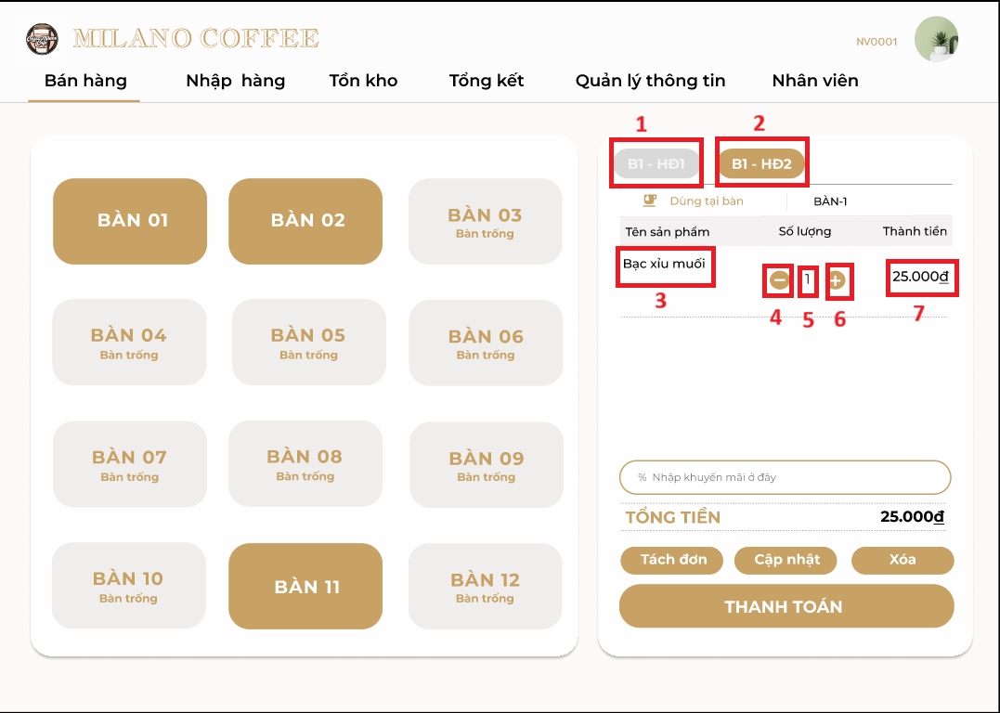 MILANO COFFEE
NV0001
Bán hàng
Nhập hàng
Tồn kho
Tổng kết
Quản lý thông tin
Nhân viên
BÀN 01
BÀN 02
BÀN 03
Bàn trống
BÀN 04
Bàn trống
BÀN 05
Bàn trống
BÀN 06
Bàn trống
BÀN 07
Bàn trống
BÀN 08
Bàn trống
BÀN 09
Bàn trống
BÀN 10
Bàn trống
BÀN 11
BÀN 12
Bàn trống
1
2
B1 - HĐ1
B1 - HĐ2
Dùng tại bàn
BÀN-1
Tên sản phẩm
Số lượng
Thành tiền
Bạc xỉu muối
1
25.000₫
3
4
5
6
7
% Nhập khuyến mãi ở đây
TỔNG TIỀN
25.000₫
Tách đơn
Cập nhật
Xóa
THANH TOÁN